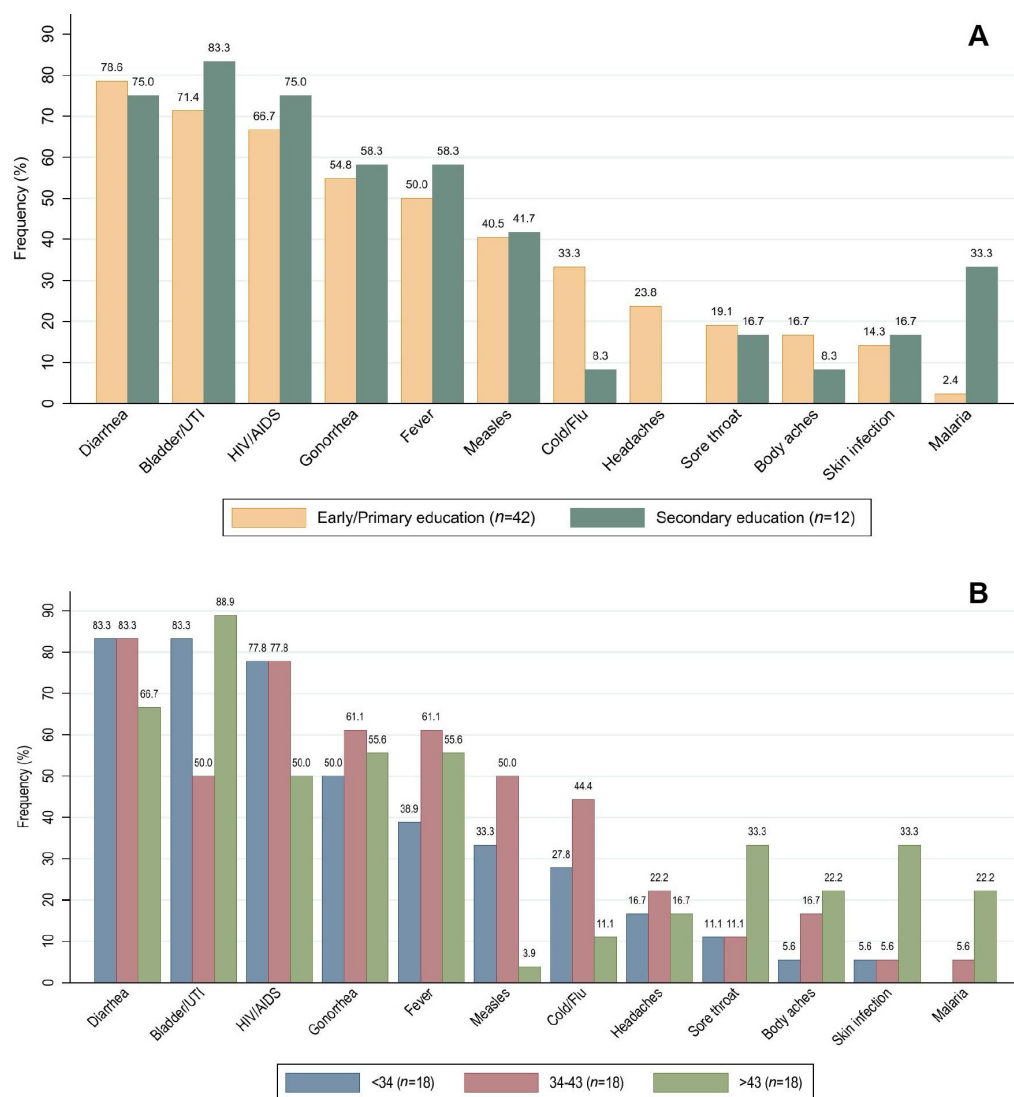 A
Frequency (%)
90
80
70
60
50
40
30
20
10
0
78.6 75.0
71.4 83.3
66.7 75.0
54.8 58.3
50.0 58.3
40.5 41.7
33.3 8.3
23.8
19.1 16.7
16.7 8.3
14.3 16.7
2.4 33.3
Diarrhea
Bladder/UTI
HIV//AIDS
Gonorrhea
Fever
Measles
Cold/Flu
Headaches
Sore throat
Body aches
Skin infection
Malaria
Early/Primary education (n=42) Secondary education (n=12)
B
Frequency (%)
90
80
70
60
50
40
30
20
10
0
83.3 83.3 66.7
83.3 50.0 88.9
77.8 77.8 50.0
50.0 61.1 55.6
38.9 61.1 55.6
33.3 50.0 3.9
27.8 44.4 11.1
16.7 22.2 16.7
11.1 11.1 33.3
5.6 16.7 22.2
5.6 5.6 33.3
5.6 22.2
Diarrhea
Bladder/UTI
HIV/AIDS
Gonorrhea
Fever
Measles
Cold/Flu
Headaches
Sore throat
Body aches
Skin infection
Malaria
<34 (n=18) 34-43 (n=18) >43 (n=18)